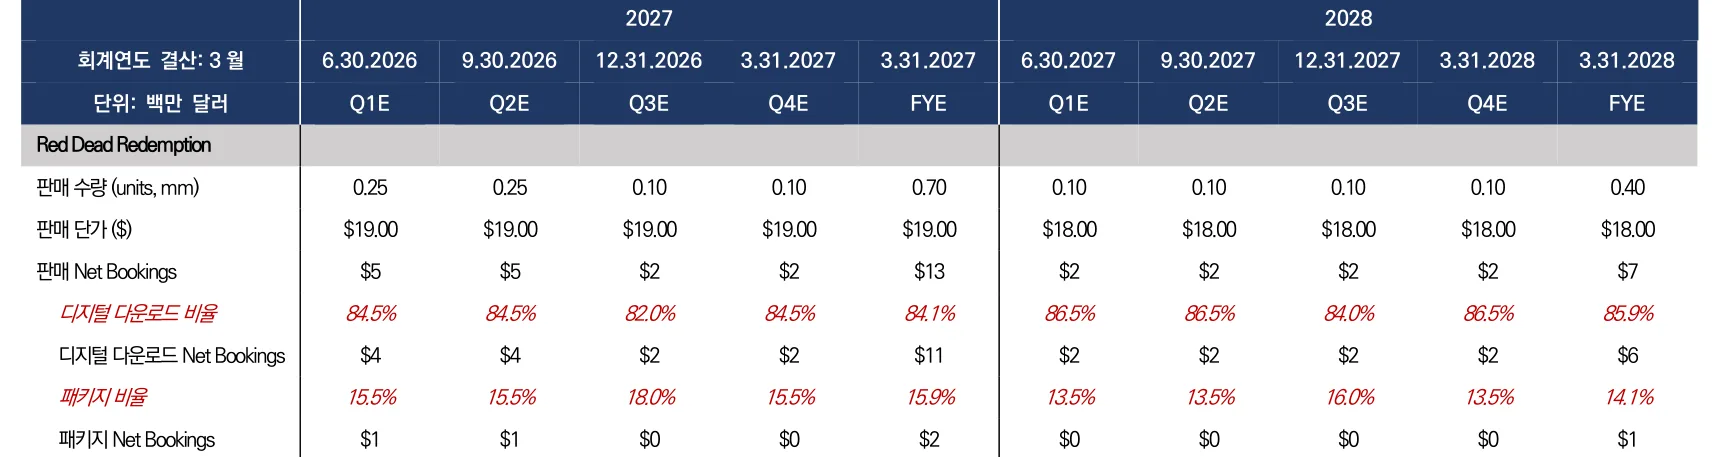 2027 2028
회계연도 결산: 3 월 6.30.2026 9.30.2026 12.31.2026 3.31.2027 3.31.2027 6.30.2027 9.30.2027 12.31.2027 3.31.2028 3.31.2028
단위: 백만 달러 Q1E Q2E Q3E Q4E FYE Q1E Q2E Q3E Q4E FYE
Red Dead Redemption
판매 수량 (units, mm) 0.25 0.25 0.10 0.10 0.70 0.10 0.10 0.10 0.10 0.40
판매 단가 ($) $19.00 $19.00 $19.00 $19.00 $19.00 $18.00 $18.00 $18.00 $18.00 $18.00
판매 Net Bookings $5 $5 $2 $2 $13 $2 $2 $2 $2 $7
디지털 다운로드 비율 84.5% 84.5% 82.0% 84.5% 84.1% 86.5% 86.5% 84.0% 86.5% 85.9%
디지털 다운로드 Net Bookings $4 $4 $2 $2 $11 $2 $2 $2 $2 $6
패키지 비율 15.5% 15.5% 18.0% 15.5% 15.9% 13.5% 13.5% 16.0% 13.5% 14.1%
패키지 Net Bookings $1 $1 $0 $0 $2 $0 $0 $0 $0 $1